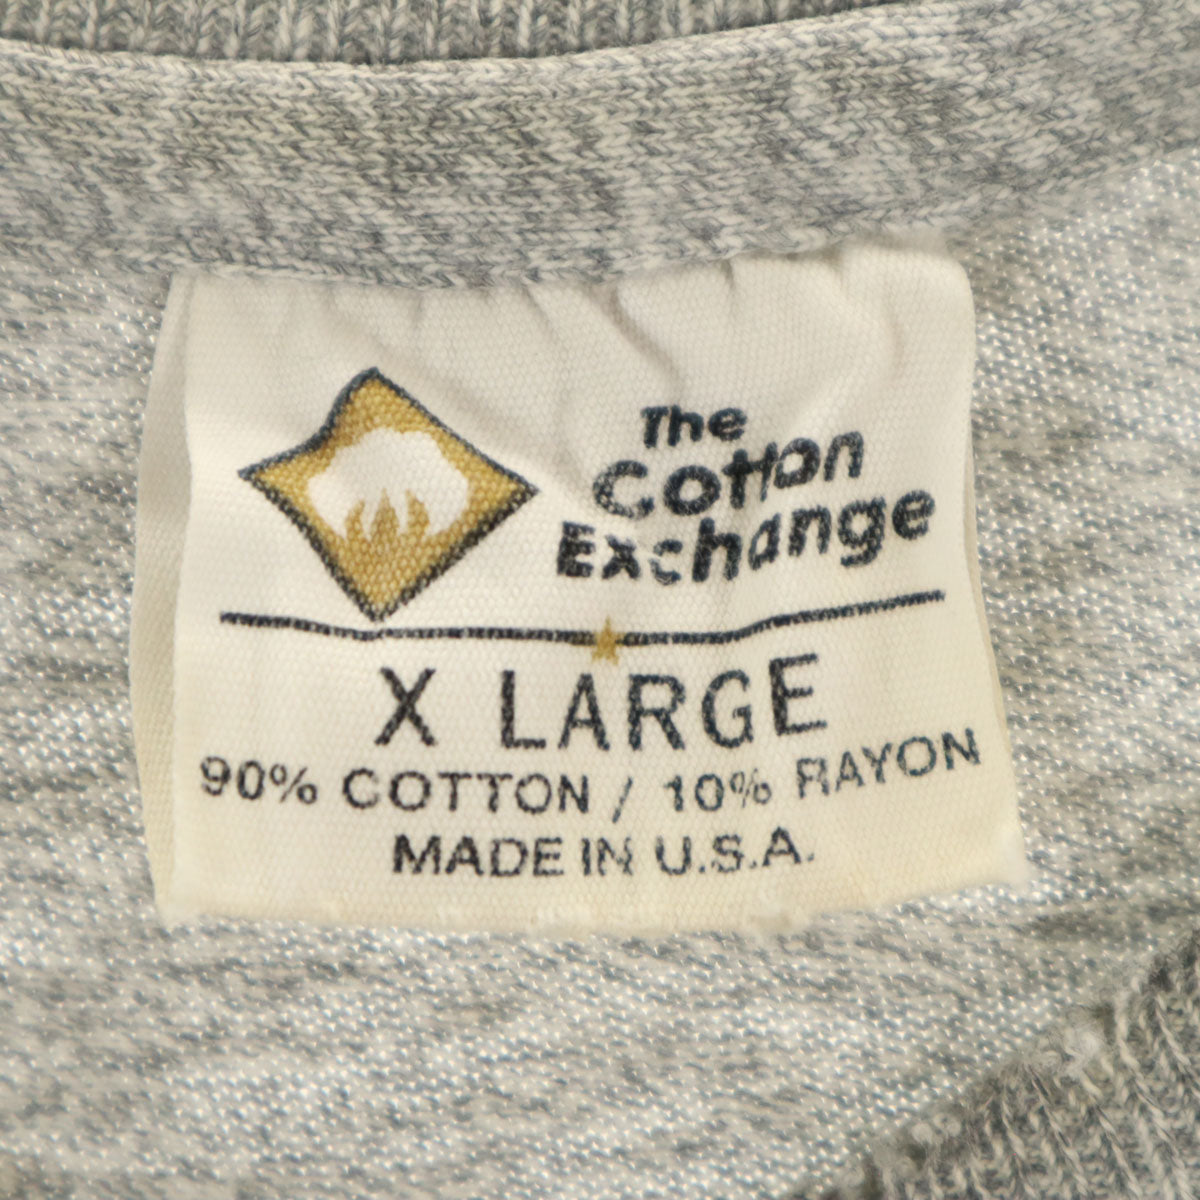 The
Cotton
Exchange
X LARGE
90% COTTON / 10% RAYON
MADE IN U.S.A.